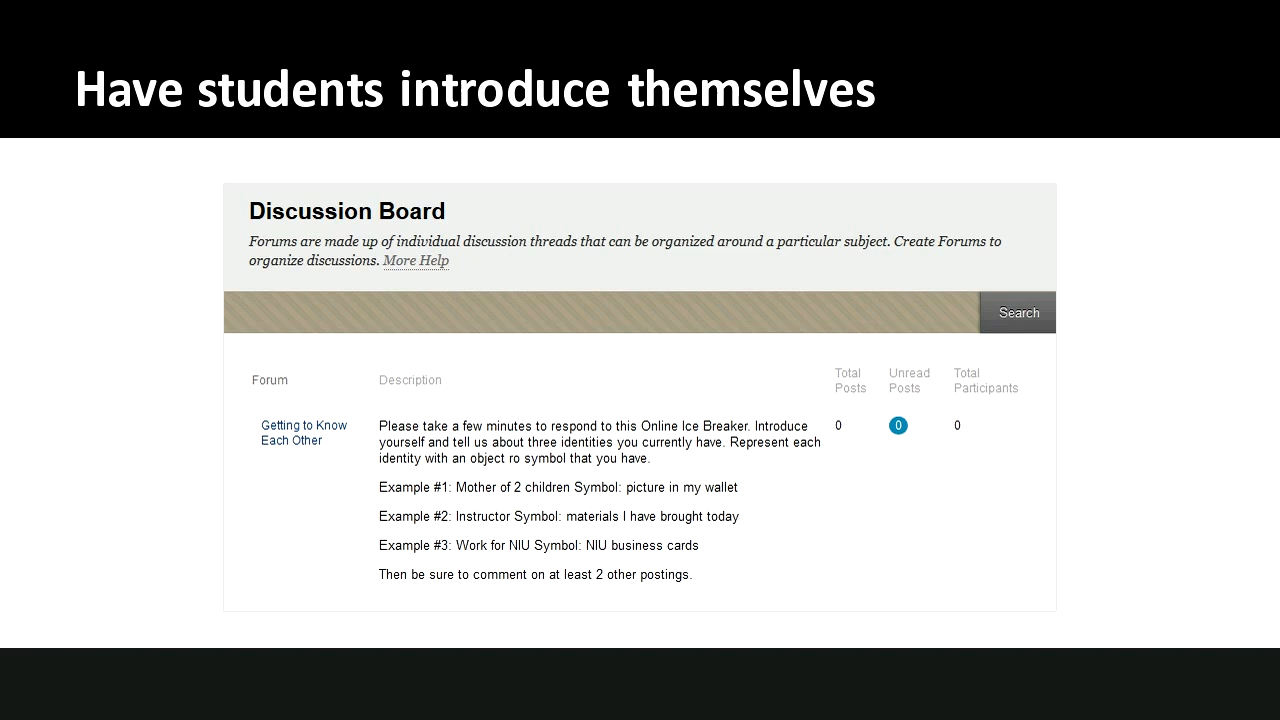 Have students introduce themselves
Discussion Board
Forums are made up of individual discussion threads that can be organized around a particular subject. Create Forums to
organize discussions. More Help
Search
Forum
Description
Total
Posts
Unread
Posts
Total
Participants
Getting to Know
Each Other
Please take a few minutes to respond to this Online Ice Breaker. Introduce
yourself and tell us about three identities you currently have. Represent each
identity with an object ro symbol that you have.
Example #1: Mother of 2 children Symbol: picture in my wallet
Example #2: Instructor Symbol: materials I have brought today
Example #3: Work for NIU Symbol: NIU business cards
Then be sure to comment on at least 2 other postings.
0
0
0